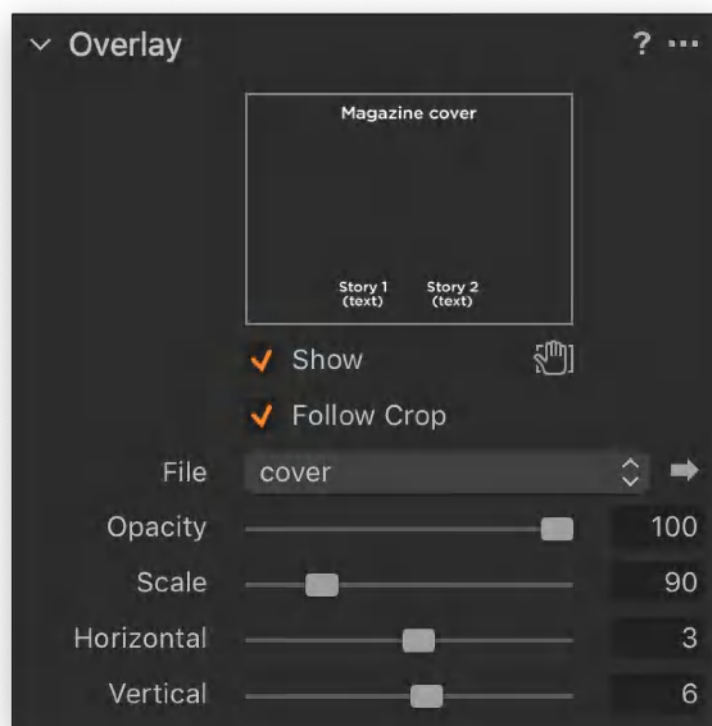 Overlay ? ...
Magazine cover
Story 1 Story 2
(text) (text)
Show
Follow Crop
File cover
Opacity 100
Scale 90
Horizontal 3
Vertical 6